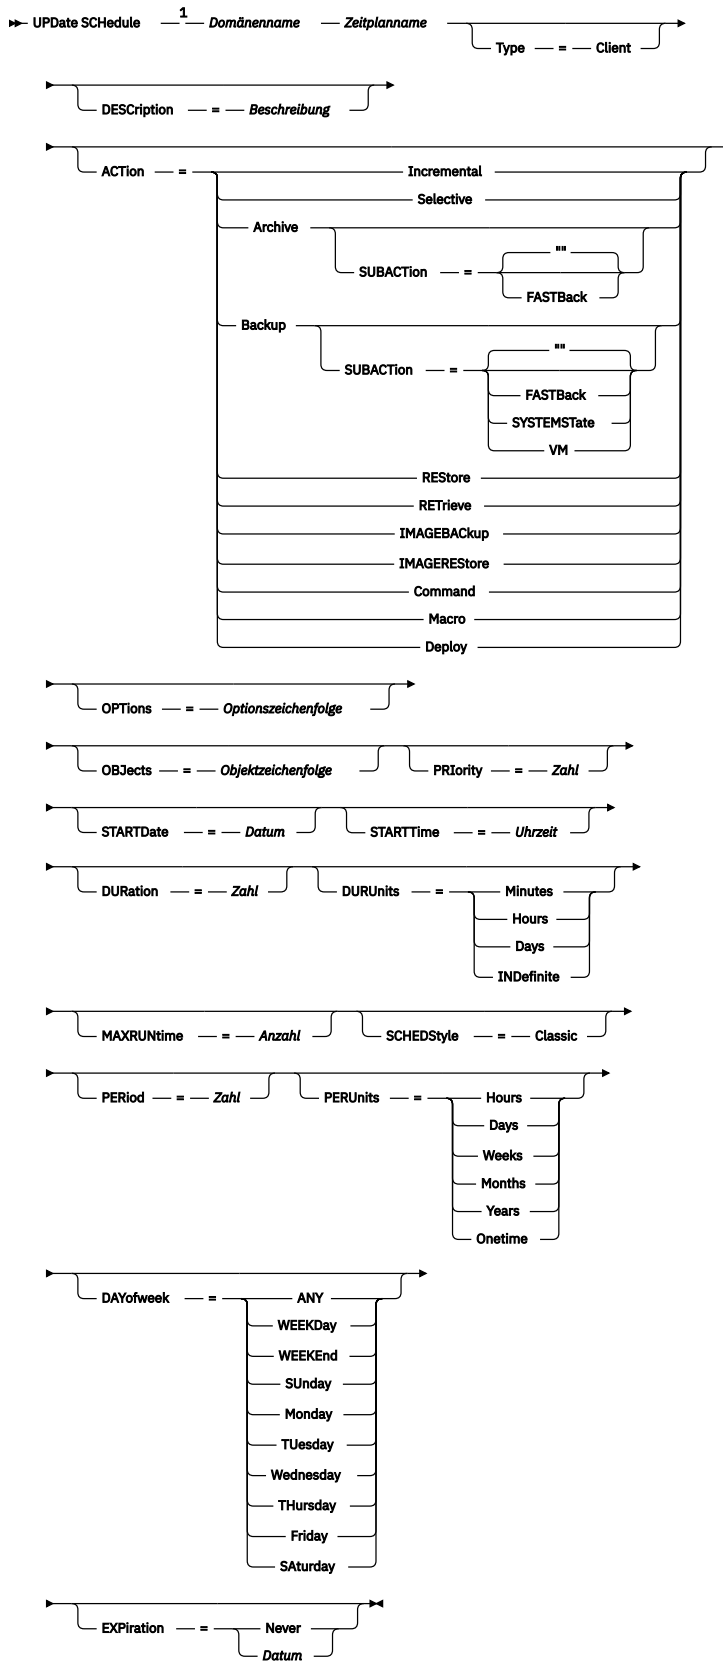 UPDate SCHedule 1 Domänenname Zeitplanname
Type = Client
DESCription = Beschreibung
ACTion = Incremental
Selective
Archive
""
SUBACTion =
FASTBack
Backup
""
SUBACTion =
FASTBack
SYSTEMSTate
VM
REStore
RETrieve
IMAGEBACkup
IMAGEREStore
Command
Macro
Deploy
OPTions = Optionszeichenfolge
OBJects = Objektzeichenfolge PRIority = Zahl
STARTDate = Datum STARTTime = Uhrzeit
DURation = Zahl DURUnits = Minutes
Hours
Days
INDefinite
MAXRUNtime = Anzahl SCHEDStyle = Classic
PERiod = Zahl PERUnits = Hours
Days
Weeks
Months
Years
Onetime
DAYofweek = ANY
WEEKDay
WEEKEnd
SUnday
Monday
TUesday
Wednesday
THursday
Friday
SAturday
EXPiration = Never
Datum